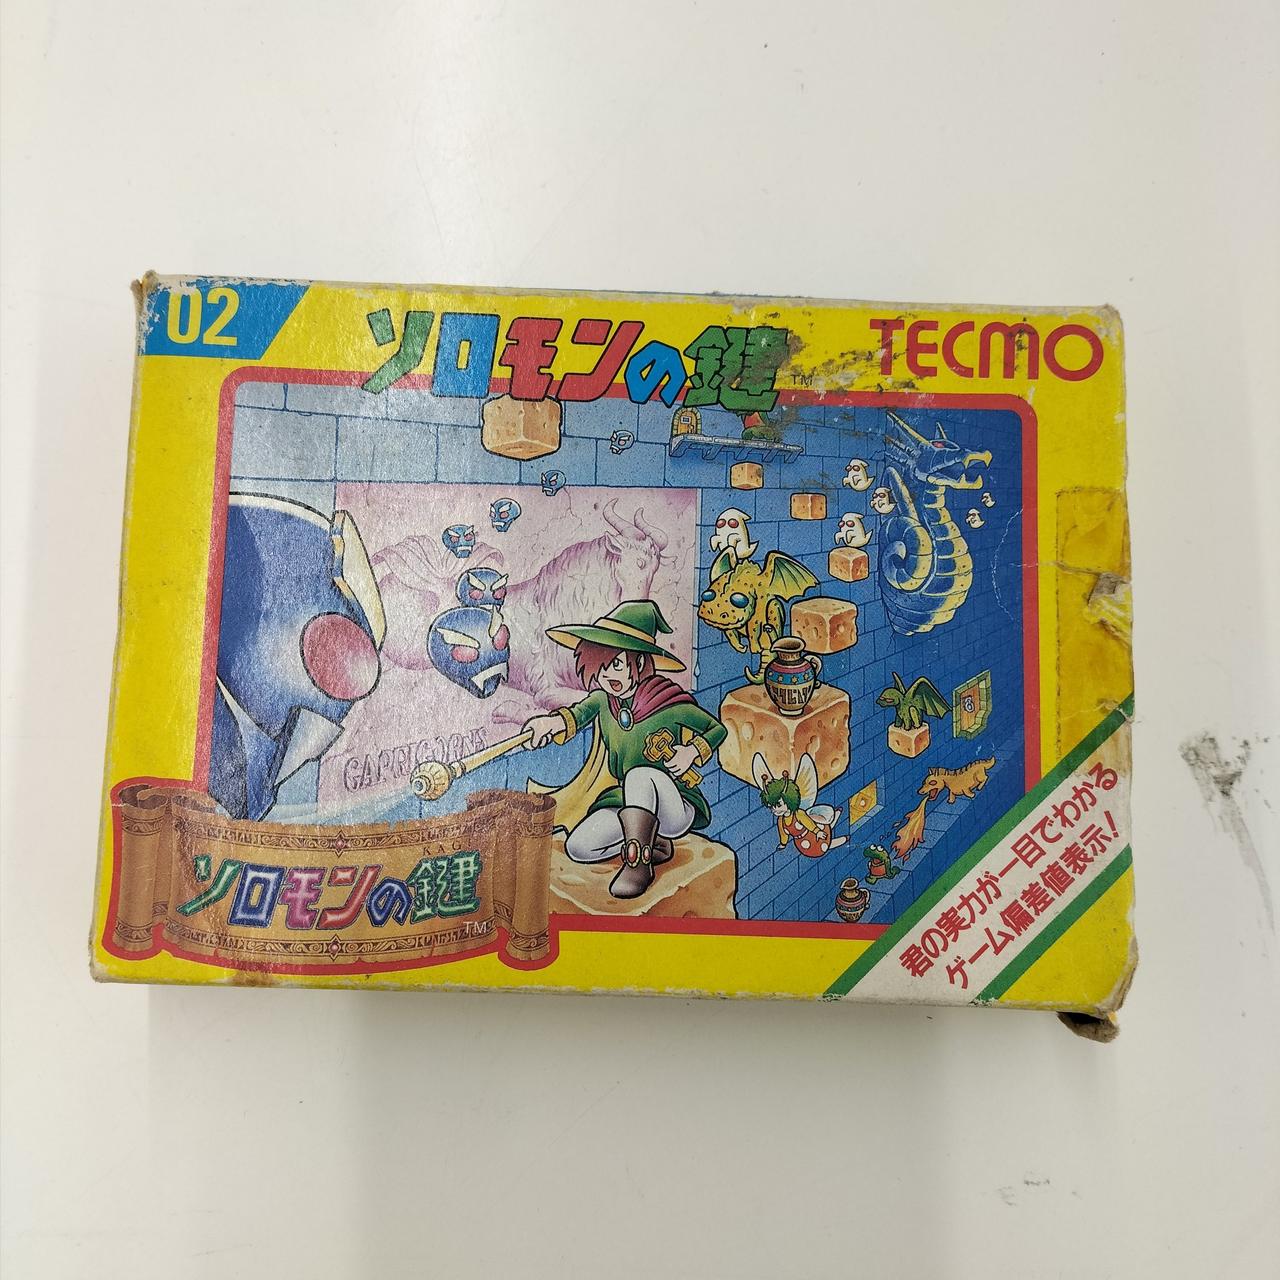 02
ソロモンの鍵
TM
TECMO
CAPRICORNS
KAGI
ソロモンの鍵
TM
君の実力が一目でわかる
ゲーム偏差値表示!